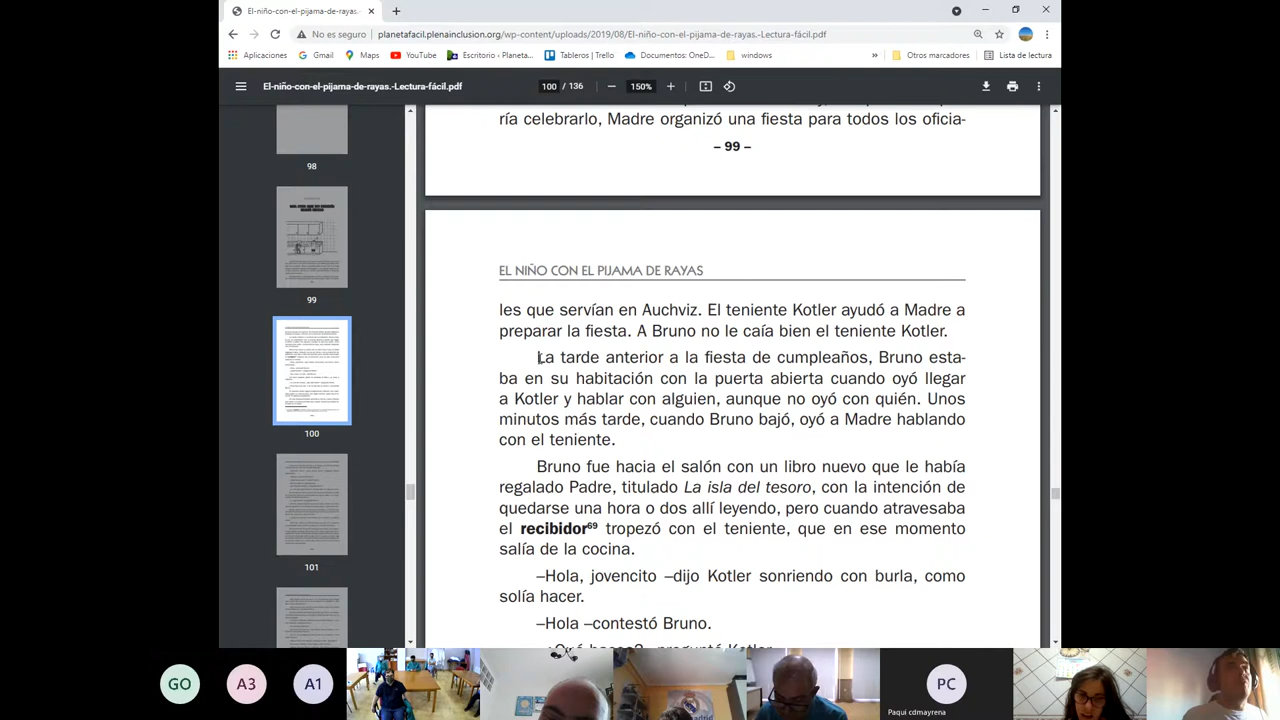 El-niño-con-el-pijama-de-rayas.-
No es seguro | planetafacil.plenainclusion.org/wp-content/uploads/2019/08/El-niño-con-el-pijama-de-rayas.-Lectura-fácil.pdf
Aplicaciones Gmail Maps YouTube Escritorio - Planeta... Tableros | Trello Documentos: OneD... windows » Otros marcadores Lista de lectura
El-niño-con-el-pijama-de-rayas.-Lectura-fácil.pdf 100 / 136 150%
98
99
100
101
ría celebrarlo, Madre organizó una fiesta para todos los oficia-
– 99 –
EL NIÑO CON EL PIJAMA DE RAYAS
les que servían en Auchviz. El teniente Kotler ayudó a Madre a
preparar la fiesta. A Bruno no le caía bien el teniente Kotler.
La tarde anterior a la fiesta de cumpleaños, Bruno esta-
ba en su habitación con la puerta abierta cuando oyó llegar
a Kotler y hablar con alguien, aunque no oyó con quién. Unos
minutos más tarde, cuando Bruno bajó, oyó a Madre hablando
con el teniente.
Bruno fue hacia el salón con un libro nuevo que le había
regalado Padre, titulado La isla del tesoro, con la intención de
quedarse una hora o dos allí leyendo, pero cuando atravesaba
el recibidor69 tropezó con el teniente, que en ese momento
salía de la cocina.
–Hola, jovencito –dijo Kotler sonriendo con burla, como
solía hacer.
–Hola –contestó Bruno.
GO A3 A1 PC
Paqui cdmayrena